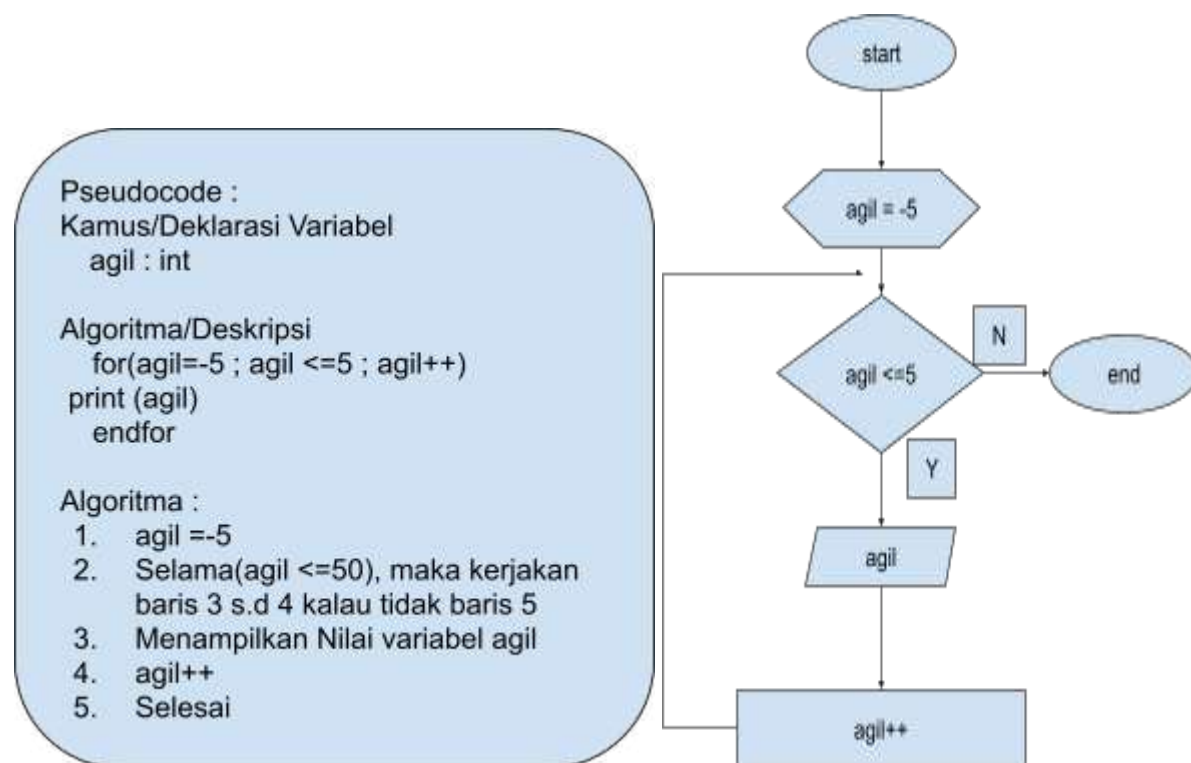 Pseudocode :
Kamus/Deklarasi Variabel
agil : int
Algoritma/Deskripsi
for(agil=-5 ; agil <=5 ; agil++)
print (agil)
endfor
Algoritma :
1. agil =-5
2. Selama(agil <=50), maka kerjakan
baris 3 s.d 4 kalau tidak baris 5
3. Menampilkan Nilai variabel agil
4. agil++
5. Selesai
start
agil = -5
agil <=5
N
end
Y
agil
agil++